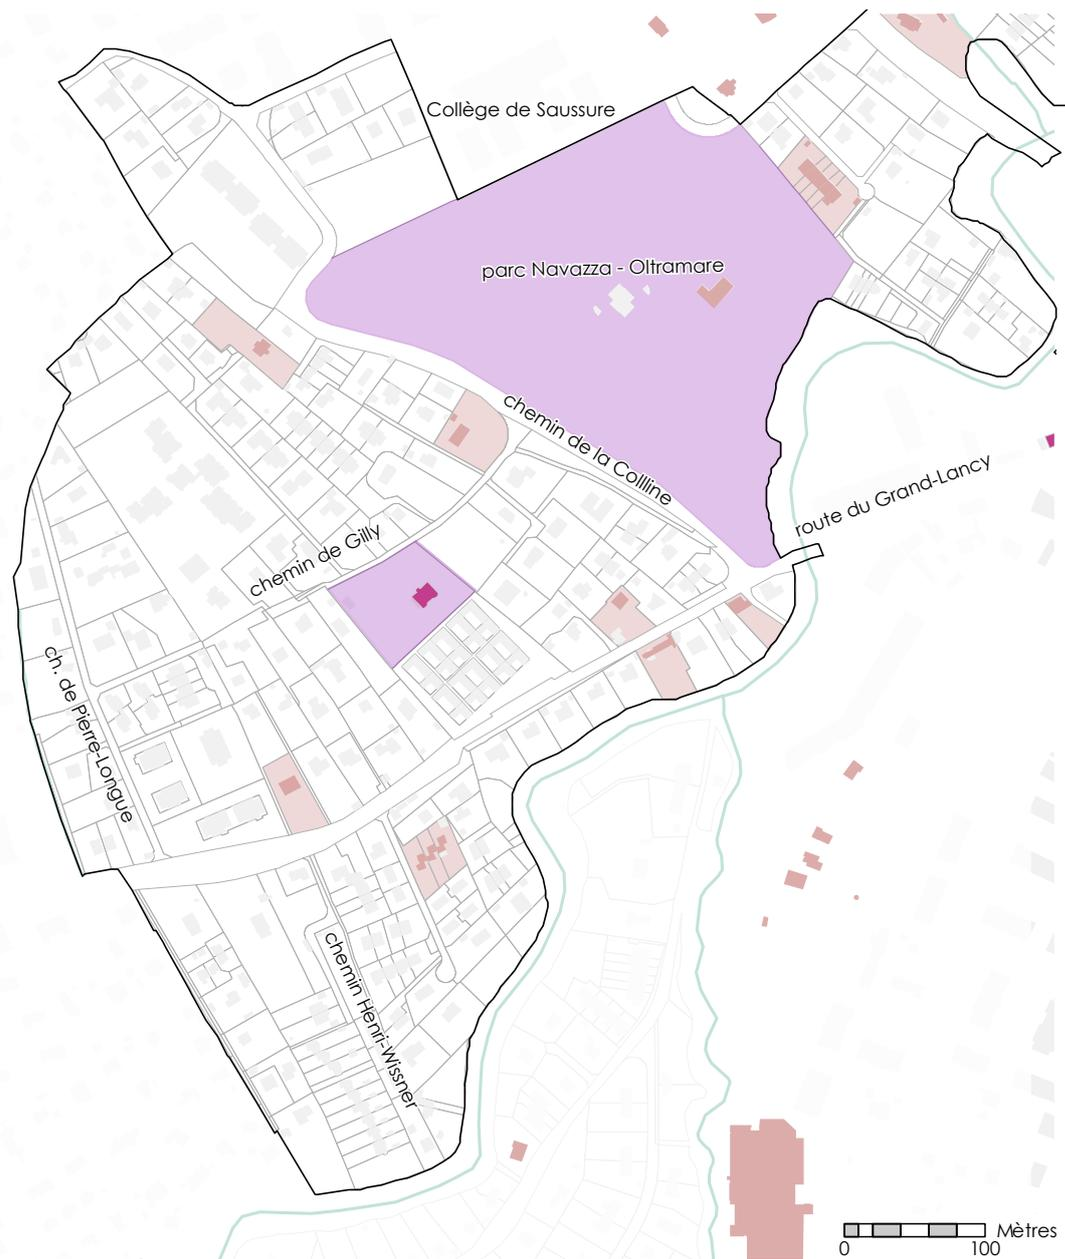 Collège de Saussure
parc Navazza - Oltramare
chemin de la Collline
route du Grand-Lancy
chemin de Gilly
ch. de Pierre-Longue
chemin Henri-Wissner
Mètres
0 100